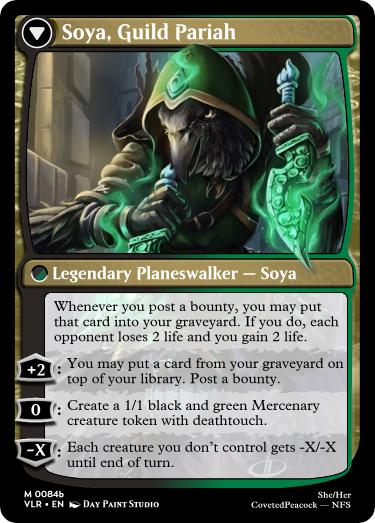 Soya, Guild Pariah
Legendary Planeswalker — Soya
Whenever you post a bounty, you may put
that card into your graveyard. If you do, each
opponent loses 2 life and you gain 2 life.
+2: You may put a card from your graveyard on
top of your library. Post a bounty.
0: Create a 1/1 black and green Mercenary
creature token with deathtouch.
-X: Each creature you don't control gets -X/-X
until end of turn.
M 0084b
VLR • EN Day Paint Studio
She/Her
CovetedPeacock — NFS